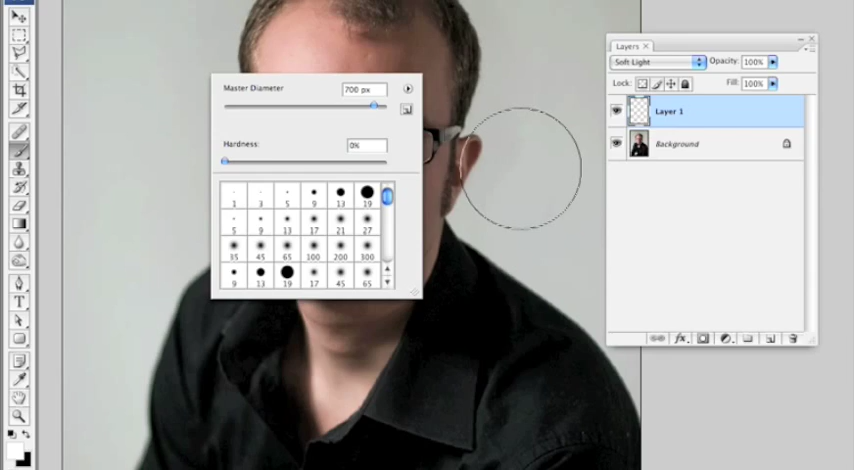 Master Diameter
700 px
Hardness:
0%
1 3 5 9 13 19
5 9 13 17 21 27
35 45 65 100 200 300
9 13 19 17 45 65
Layers ×
Soft Light
Opacity: 100%
Lock:
Fill: 100%
Layer 1
Background
T
fx